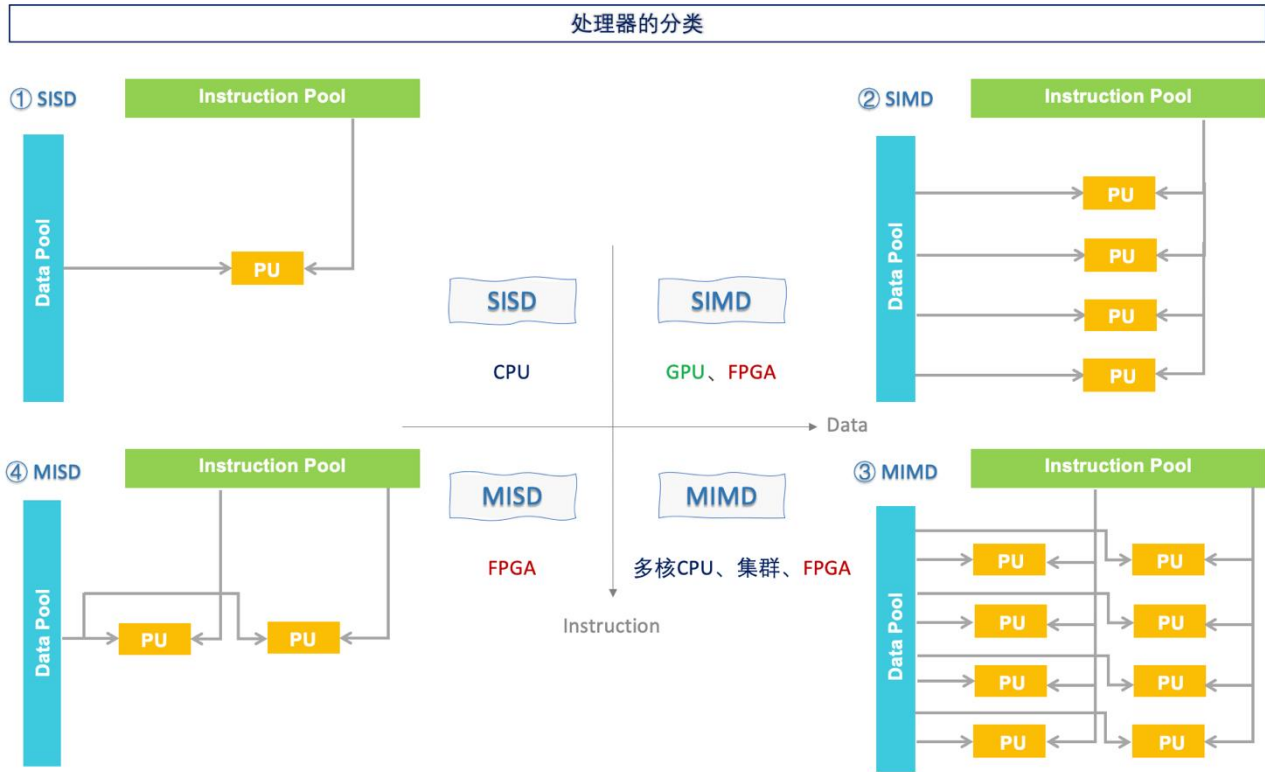 处理器的分类
① SISD
Instruction Pool
Data Pool
PU
② SIMD
Instruction Pool
Data Pool
PU
PU
PU
PU
SISD
SIMD
CPU
GPU、FPGA
Data
MISD
MIMD
FPGA
多核CPU、集群、FPGA
Instruction
④ MISD
Instruction Pool
Data Pool
PU
PU
③ MIMD
Instruction Pool
Data Pool
PU
PU
PU
PU
PU
PU
PU
PU